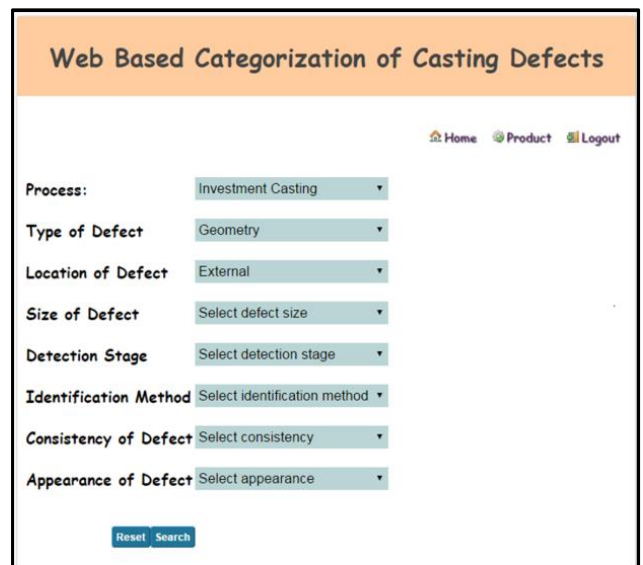 Web Based Categorization of Casting Defects
Home Product Logout
Process: Investment Casting
Type of Defect Geometry
Location of Defect External
Size of Defect Select defect size
Detection Stage Select detection stage
Identification Method Select identification method
Consistency of Defect Select consistency
Appearance of Defect Select appearance
Reset Search